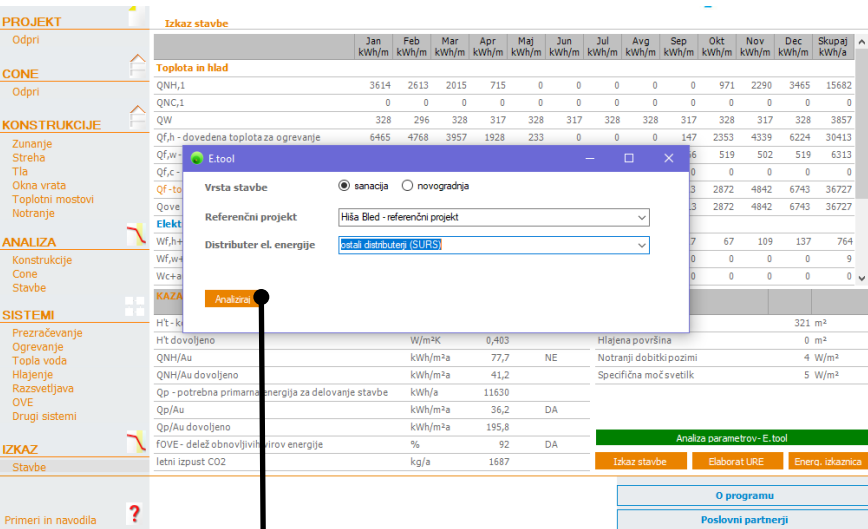 PROJEKT
Odpri
CONE
Odpri
KONSTRUKCIJE
Zunanje
Streha
Tla
Okna vrata
Toplotni mostovi
Notranje
ANALIZA
Konstrukcije
Cone
Stavbe
SISTEMI
Prezračevanje
Ogrevanje
Topla voda
Hlajenje
Razsvetljava
OVE
Drugi sistemi
IZKAZ
Stavbe
Primeri in navodila ?
Izkaz stavbe
Jan Feb Mar Apr Maj Jun Jul Avg Sep Okt Nov Dec Skupaj
kWh/m kWh/m kWh/m kWh/m kWh/m kWh/m kWh/m kWh/m kWh/m kWh/m kWh/m kWh/m kWh/a
Toplota in hlad
QNH,1 3614 2613 2015 715 0 0 0 0 0 971 2290 3465 15682
QNC,1 0 0 0 0 0 0 0 0 0 0 0 0 0
QW 328 296 328 317 328 317 328 328 317 328 317 328 3857
Qf,h - dovedena toplota za ogrevanje 6465 4768 3957 1928 233 0 0 0 147 2353 4339 6224 30413
Qf,w - 519 502 519 6313
Qf,c - 0 0 0 0 0
Qf - to 3 2872 4842 6743 36727
Qove 3 2872 4842 6743 36727
Elekt
Wf,h+ 7 67 109 137 764
Wf,w+ 0 0 0 0 9
Wc+a 0 0 0 0 0
E.tool
Vrsta stavbe sanacija novogradnja
Referenčni projekt Hiša Bled - referenčni projekt
Distributer el. energije ostali distributerji (SURS)
Analiziraj
KAZA
H't - k 321 m²
H't dovoljeno W/m²K 0,403 Hlajena površina 0 m²
QNH/Au kWh/m²a 77,7 NE Notranji dobitki pozimi 4 W/m²
QNH/Au dovoljeno kWh/m²a 41,2 Specifična moč svetilk 5 W/m²
Qp - potrebna primarna energija za delovanje stavbe kWh/a 11630
Qp/Au kWh/m²a 36,2 DA
Qp/Au dovoljeno kWh/m²a 195,8
fOVE - delež obnovljivih virov energije % 92 DA
letni izpust CO2 kg/a 1687
Analiza parametrov- E.tool
Izkaz stavbe Elaborat URE Energ. izkaznica
O programu
Poslovni partnerji